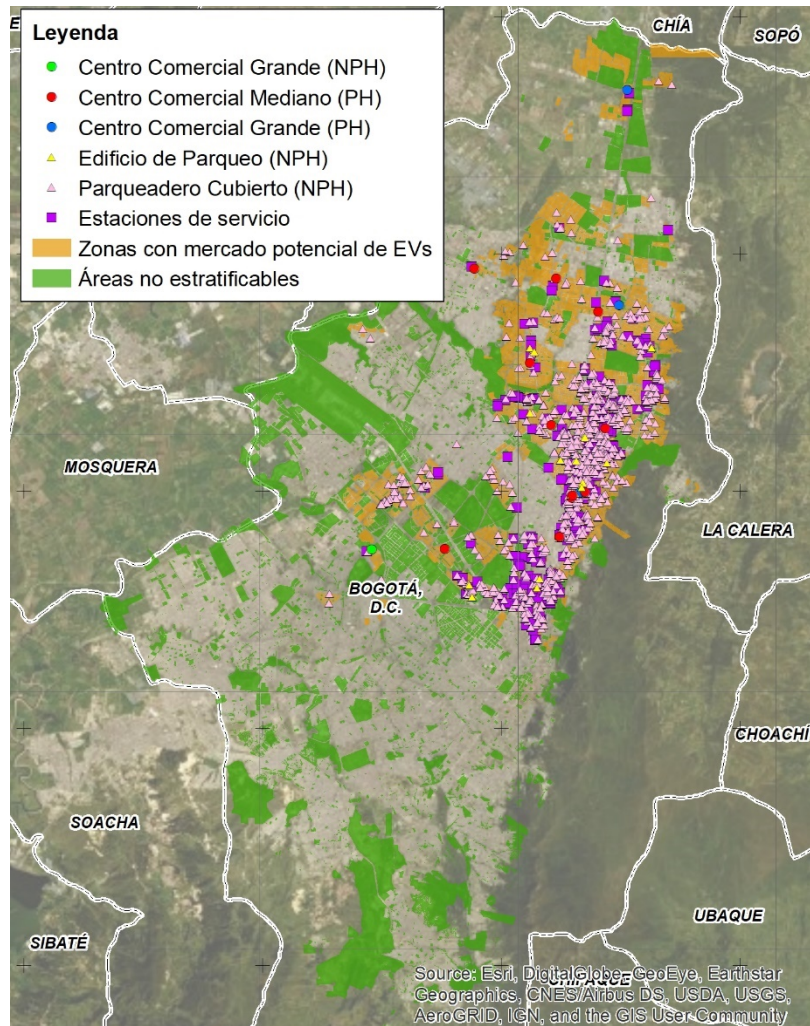 Leyenda
Centro Comercial Grande (NPH)
Centro Comercial Mediano (PH)
Centro Comercial Grande (PH)
Edificio de Parqueo (NPH)
Parqueadero Cubierto (NPH)
Estaciones de servicio
Zonas con mercado potencial de EVs
Áreas no estratificables
CHÍA
SOPÓ
MOSQUERA
LA CALERA
BOGOTÁ,
D.C.
CHOACHÍ
SOACHA
UBAQUE
SIBATÉ
CHIPAQUE
Source: Esri, DigitalGlobe, GeoEye, Earthstar
Geographics, CNES/Airbus DS, USDA, USGS,
AeroGRID, IGN, and the GIS User Community